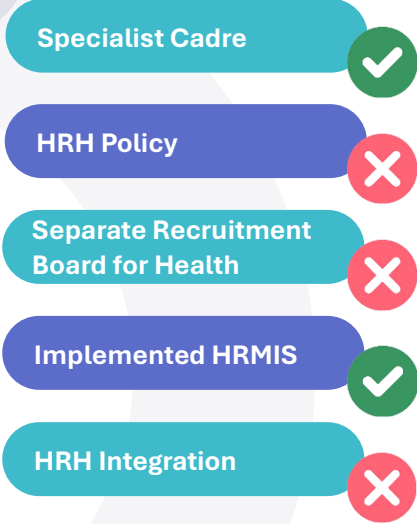 Specialist Cadre
HRH Policy
Separate Recruitment
Board for Health
Implemented HRMIS
HRH Integration